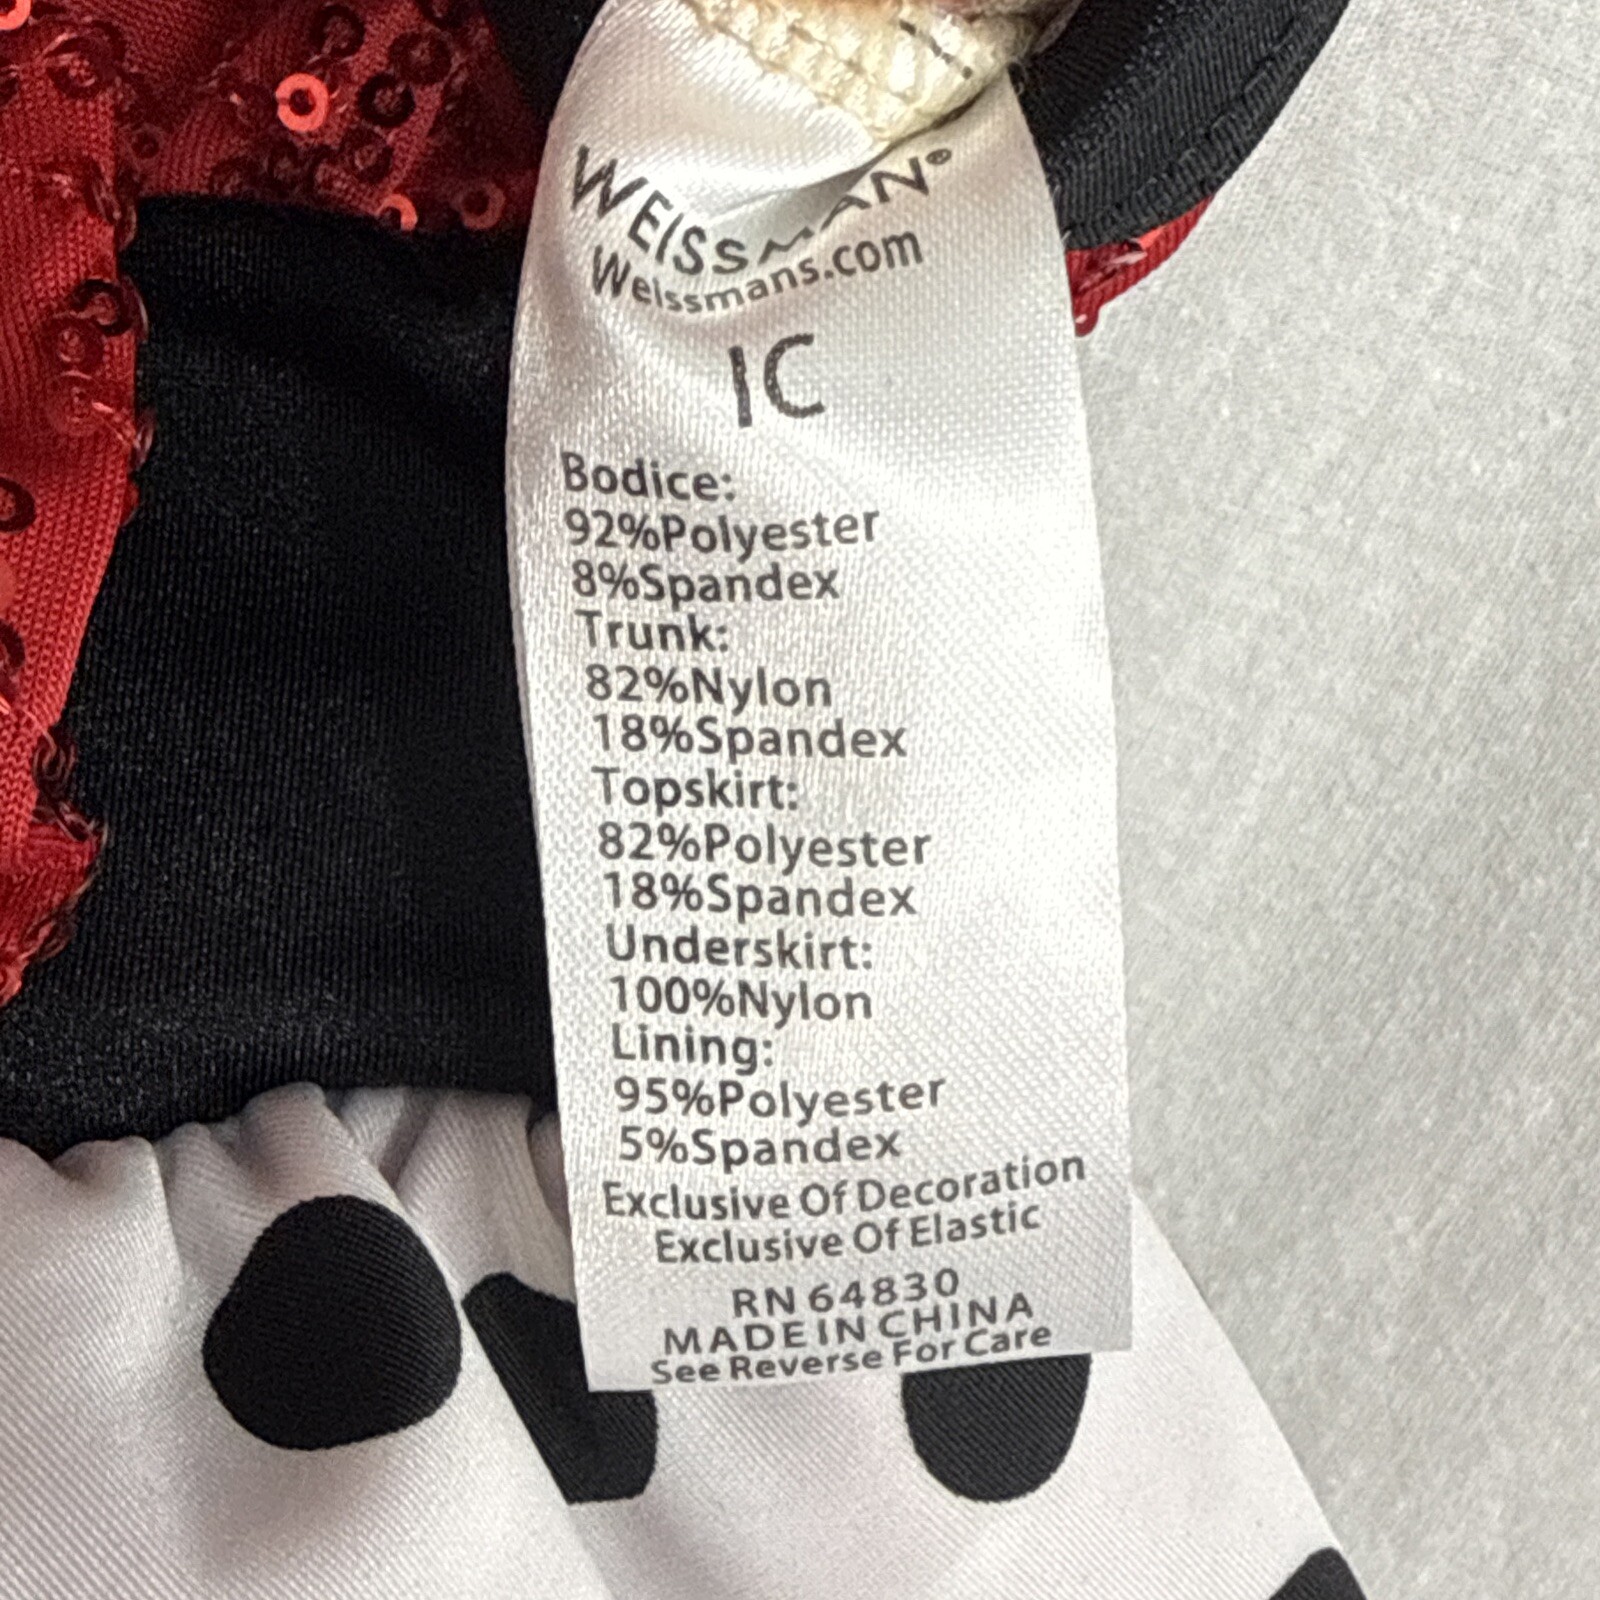 WEISSMAN®
Weissmans.com
IC
Bodice:
92%Polyester
8%Spandex
Trunk:
82%Nylon
18%Spandex
Topskirt:
82%Polyester
18%Spandex
Underskirt:
100%Nylon
Lining:
95%Polyester
5%Spandex
Exclusive Of Decoration
Exclusive Of Elastic
RN 64830
MADE IN CHINA
See Reverse For Care